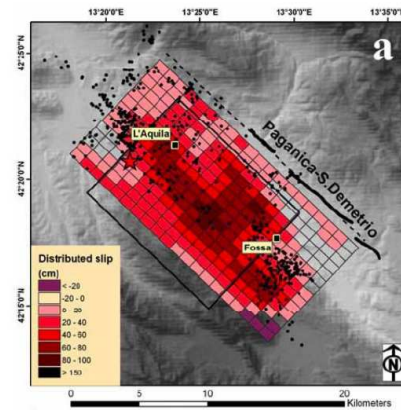 13°20'0"E
13°25'0"E
13°30'0"E
13°35'0"E
a
42°15'0"N
42°20'0"N
42°15'0"N
L'Aquila
Paganica-S.Demetrio
Fossa
Distributed slip
(cm)
< -20
-20 - 0
20 - 40
40 - 60
60 - 80
80 - 100
> 150
N
0
5
10
20
Kilometers